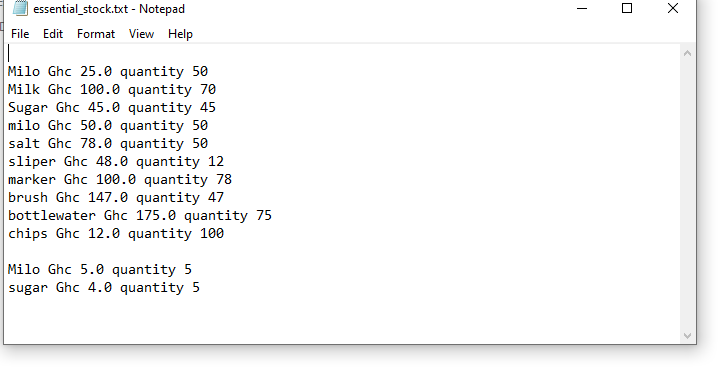 essential_stock.txt - Notepad
File Edit Format View Help
Milo Ghc 25.0 quantity 50
Milk Ghc 100.0 quantity 70
Sugar Ghc 45.0 quantity 45
milo Ghc 50.0 quantity 50
salt Ghc 78.0 quantity 50
sliper Ghc 48.0 quantity 12
marker Ghc 100.0 quantity 78
brush Ghc 147.0 quantity 47
bottlewater Ghc 175.0 quantity 75
chips Ghc 12.0 quantity 100
Milo Ghc 5.0 quantity 5
sugar Ghc 4.0 quantity 5